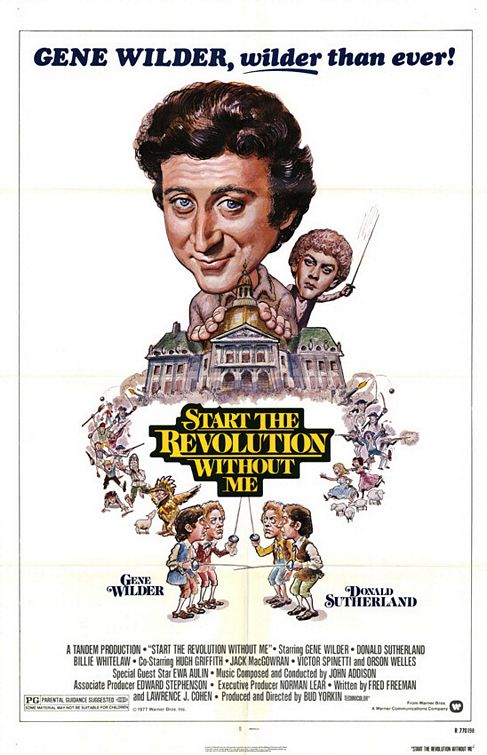 GENE WILDER, wilder than ever!
START THE
REVOLUTION
WITHOUT
ME
GENE
WILDER
DONALD
SUTHERLAND
A TANDEM PRODUCTION • "START THE REVOLUTION WITHOUT ME" • Starring GENE WILDER • DONALD SUTHERLAND
BILLIE WHITELAW • Co-Starring HUGH GRIFFITH • JACK MacGOWRAN • VICTOR SPINETTI and ORSON WELLES
Special Guest Star EWA AULIN • Music Composed and Conducted by JOHN ADDISON
Associate Producer EDWARD STEPHENSON • Executive Producer NORMAN LEAR • Written by FRED FREEMAN
and LAWRENCE J. COHEN • Produced and Directed by BUD YORKIN TECHNICOLOR®
PG PARENTAL GUIDANCE SUGGESTED
SOME MATERIAL MAY NOT BE SUITABLE FOR CHILDREN
©1977 Warner Bros. Inc.
From Warner Bros.
A Warner Communications Company
R 770198
"START THE REVOLUTION WITHOUT ME"